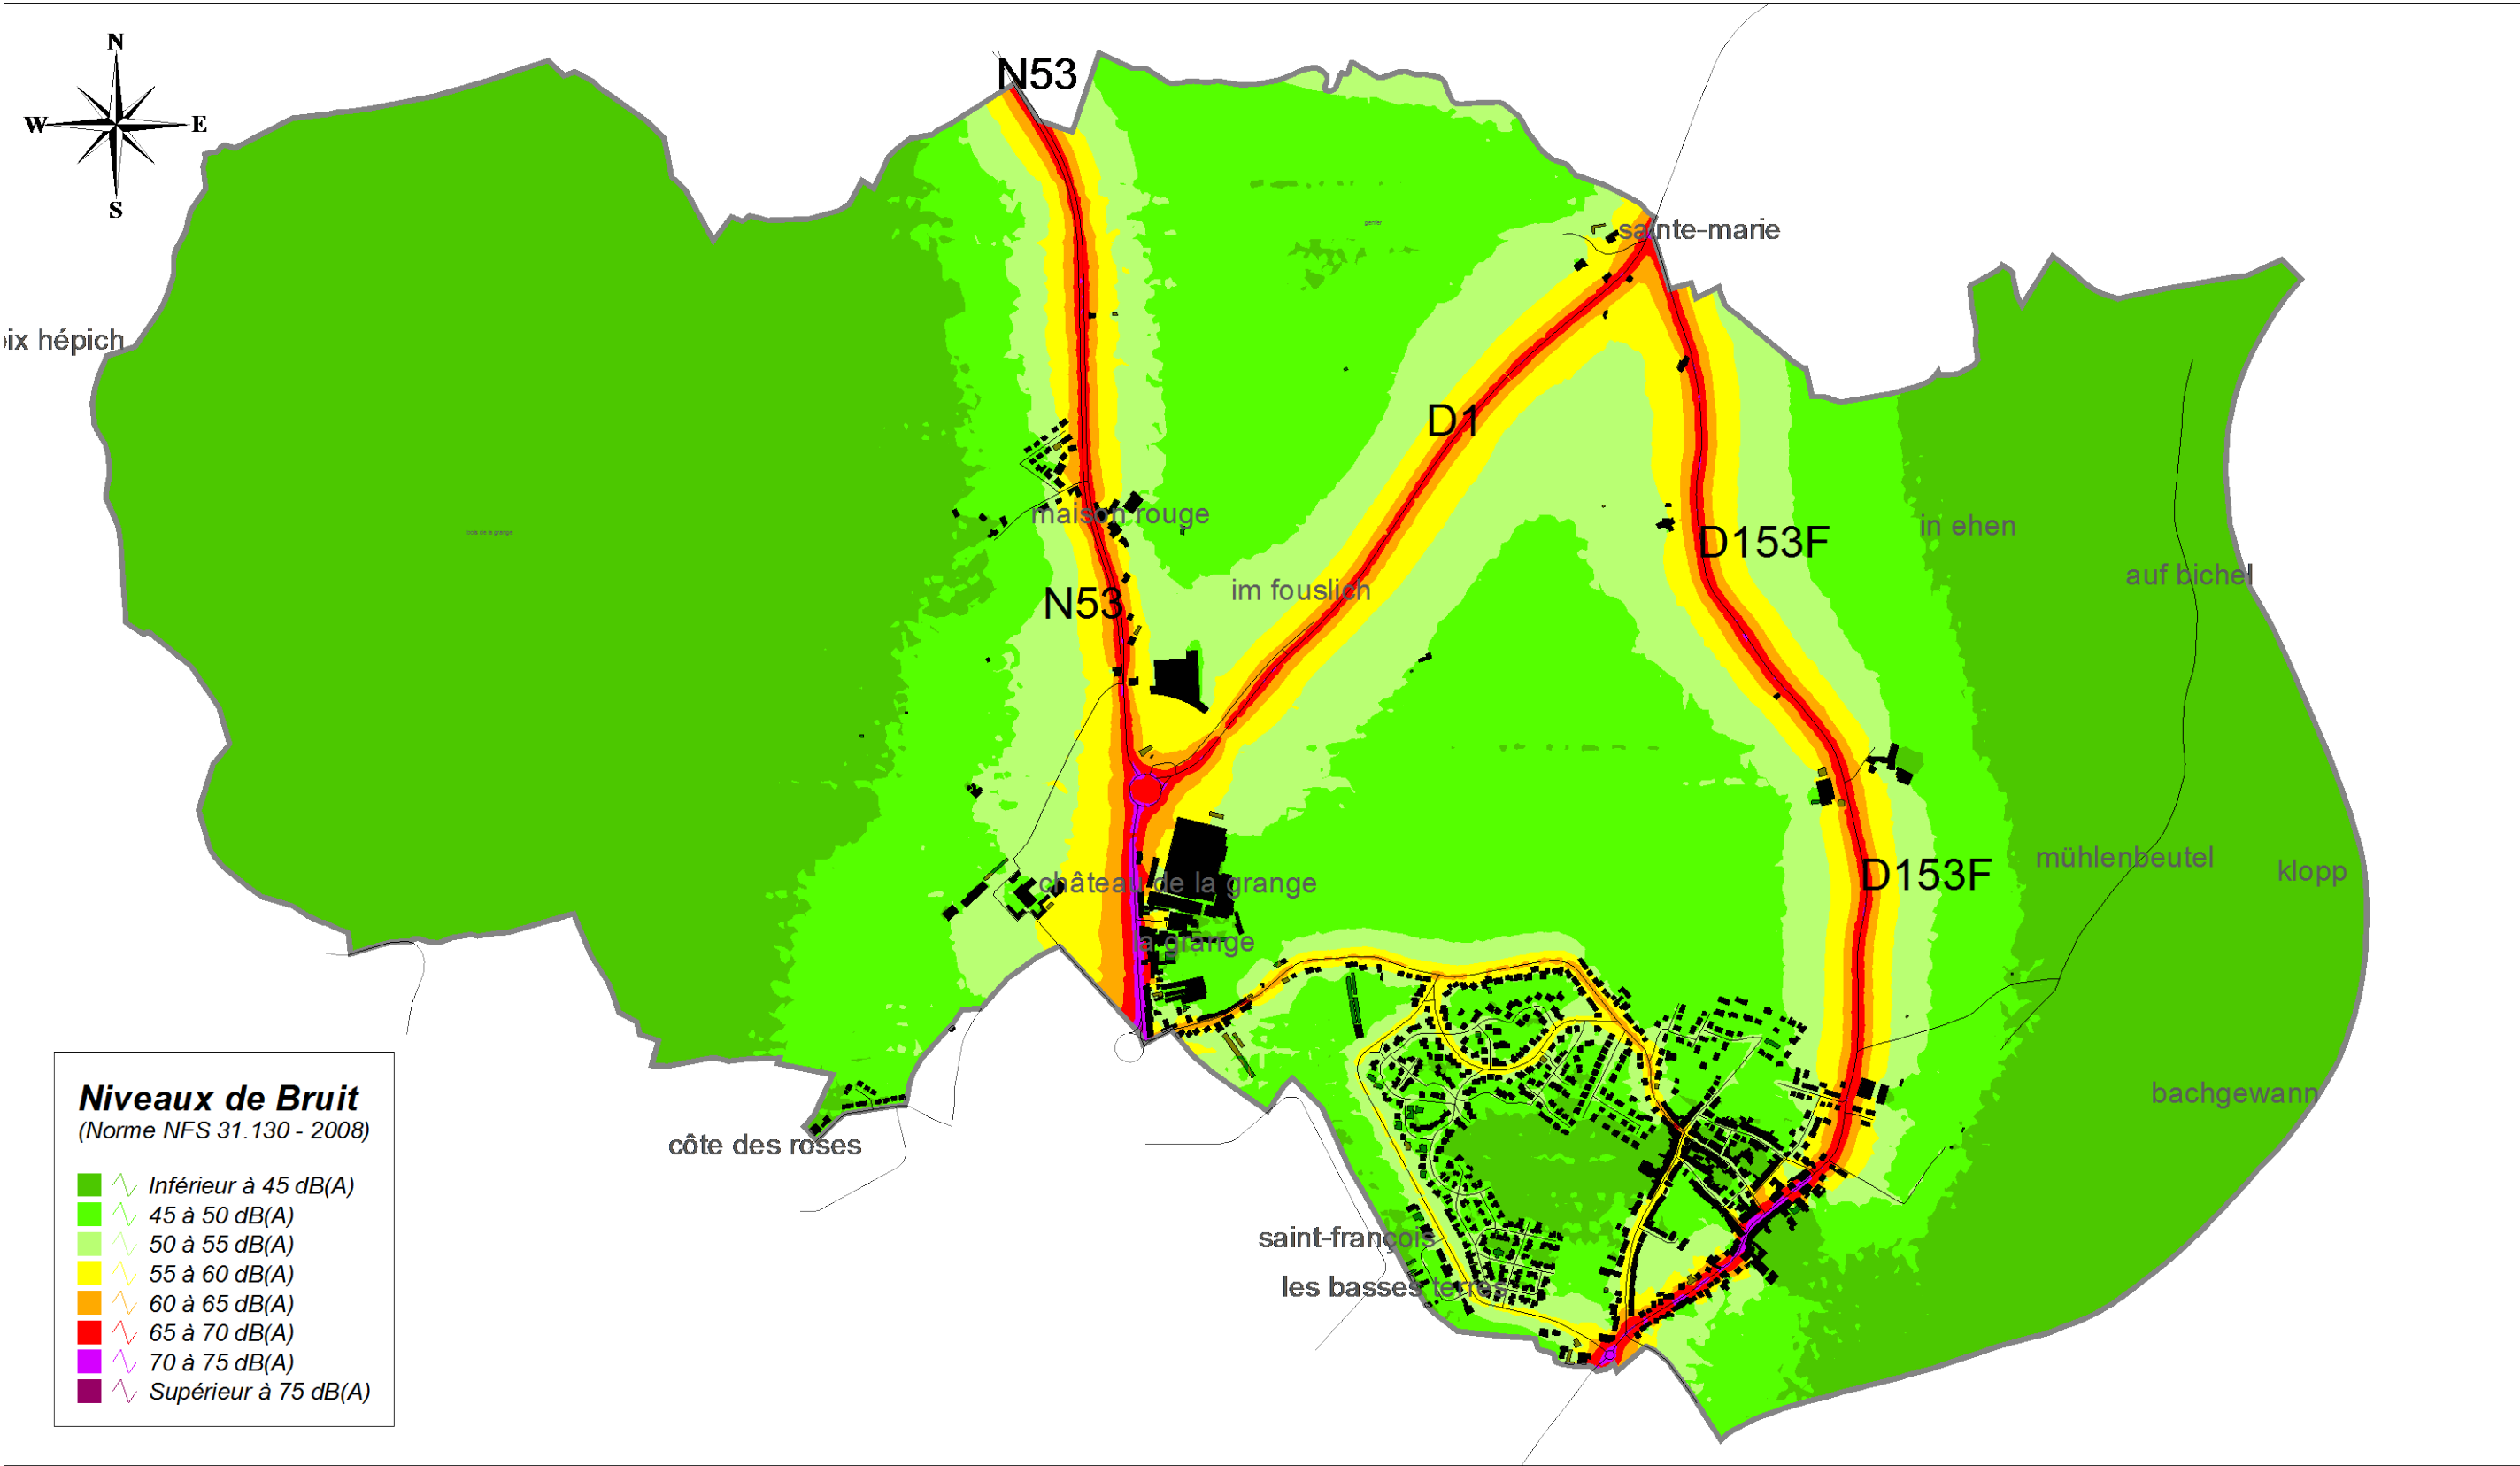 N
W E
S
N53
sainte-marie
ix hépich
D1
maison rouge
in ehen
D153F
auf bichel
im fouslich
N53
mühlenbeutel
klopp
D153F
château de la grange
la grange
bachgewann
côte des roses
saint-françois
les basses terres
Niveaux de Bruit
(Norme NFS 31.130 - 2008)
Inférieur à 45 dB(A)
45 à 50 dB(A)
50 à 55 dB(A)
55 à 60 dB(A)
60 à 65 dB(A)
65 à 70 dB(A)
70 à 75 dB(A)
Supérieur à 75 dB(A)